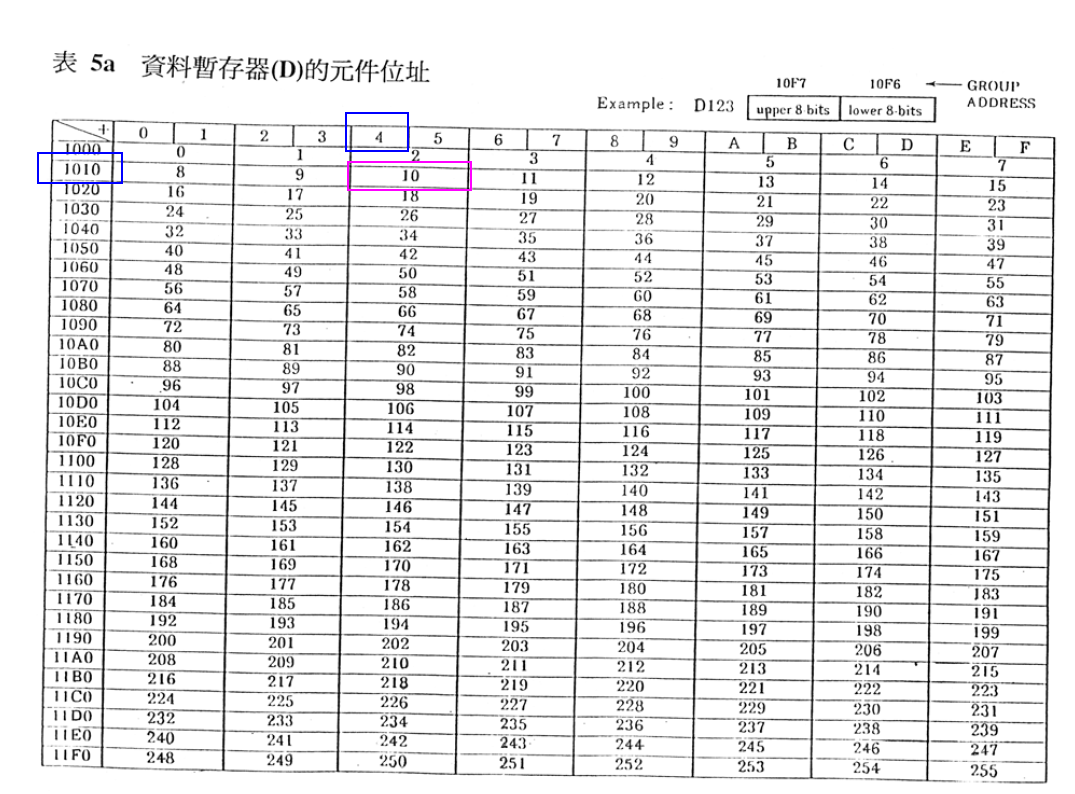 表 5a 資料暫存器(D)的元件位址
10F7 10F6 GROUP
Example : D123 upper 8-bits lower 8-bits ADDRESS
+ 0 1 2 3 4 5 6 7 8 9 A B C D E F
1000 0 1 2 3 4 5 6 7
1010 8 9 10 11 12 13 14 15
1020 16 17 18 19 20 21 22 23
1030 24 25 26 27 28 29 30 31
1040 32 33 34 35 36 37 38 39
1050 40 41 42 43 44 45 46 47
1060 48 49 50 51 52 53 54 55
1070 56 57 58 59 60 61 62 63
1080 64 65 66 67 68 69 70 71
1090 72 73 74 75 76 77 78 79
10A0 80 81 82 83 84 85 86 87
10B0 88 89 90 91 92 93 94 95
10C0 96 97 98 99 100 101 102 103
10D0 104 105 106 107 108 109 110 111
10E0 112 113 114 115 116 117 118 119
10F0 120 121 122 123 124 125 126 127
1100 128 129 130 131 132 133 134 135
1110 136 137 138 139 140 141 142 143
1120 144 145 146 147 148 149 150 151
1130 152 153 154 155 156 157 158 159
1140 160 161 162 163 164 165 166 167
1150 168 169 170 171 172 173 174 175
1160 176 177 178 179 180 181 182 183
1170 184 185 186 187 188 189 190 191
1180 192 193 194 195 196 197 198 199
1190 200 201 202 203 204 205 206 207
11A0 208 209 210 211 212 213 214 215
11B0 216 217 218 219 220 221 222 223
11C0 224 225 226 227 228 229 230 231
11D0 232 233 234 235 236 237 238 239
11E0 240 241 242 243 244 245 246 247
11F0 248 249 250 251 252 253 254 255